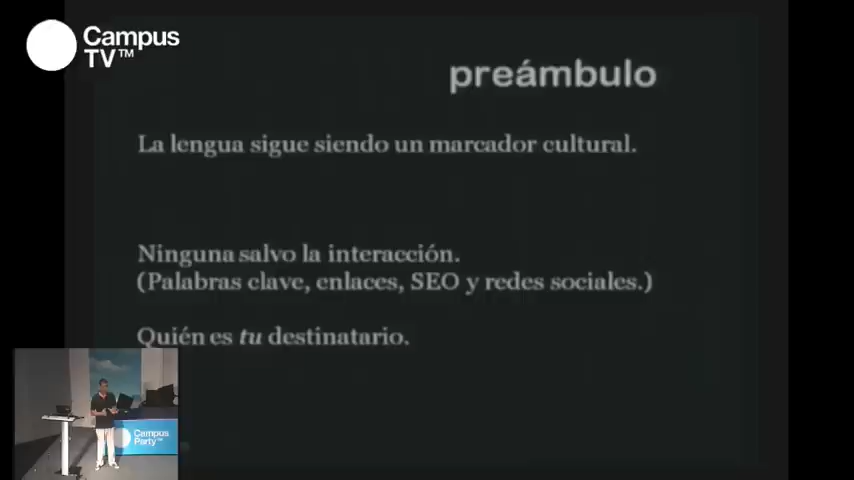 Campus
TV™
preámbulo
La lengua sigue siendo un marcador cultural.
Ninguna salvo la interacción.
(Palabras clave, enlaces, SEO y redes sociales.)
Quién es tu destinatario.
Campus
Party™